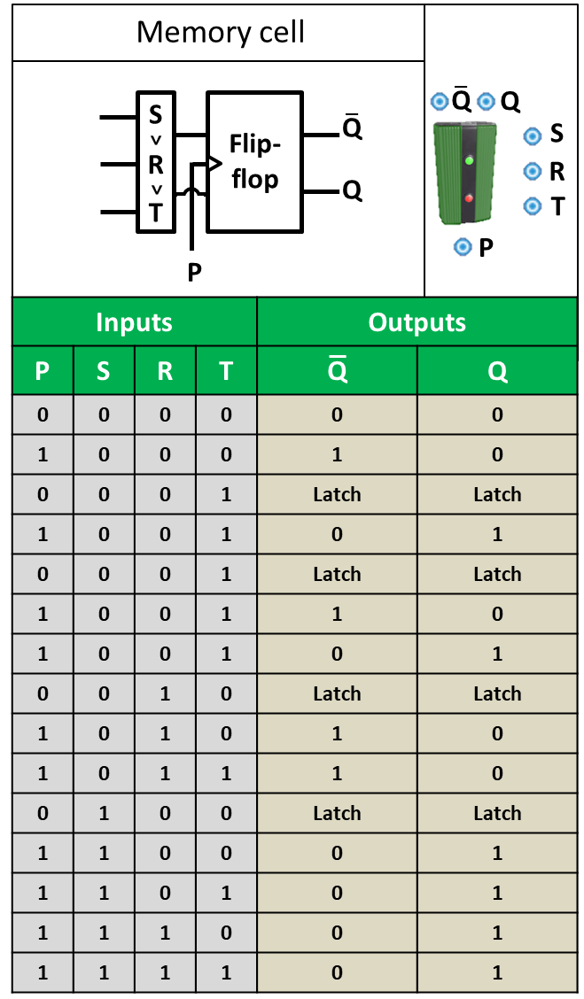 Memory cell
S
v
R
v
T
Flip-
flop
Q̅
Q
P
Q̅ Q
S
R
T
P
Inputs Outputs
P S R T Q̅ Q
0 0 0 0 0 0
1 0 0 0 1 0
0 0 0 1 Latch Latch
1 0 0 1 0 1
0 0 0 1 Latch Latch
1 0 0 1 1 0
1 0 0 1 0 1
0 0 1 0 Latch Latch
1 0 1 0 1 0
1 0 1 1 1 0
0 1 0 0 Latch Latch
1 1 0 0 0 1
1 1 0 1 0 1
1 1 1 0 0 1
1 1 1 1 0 1